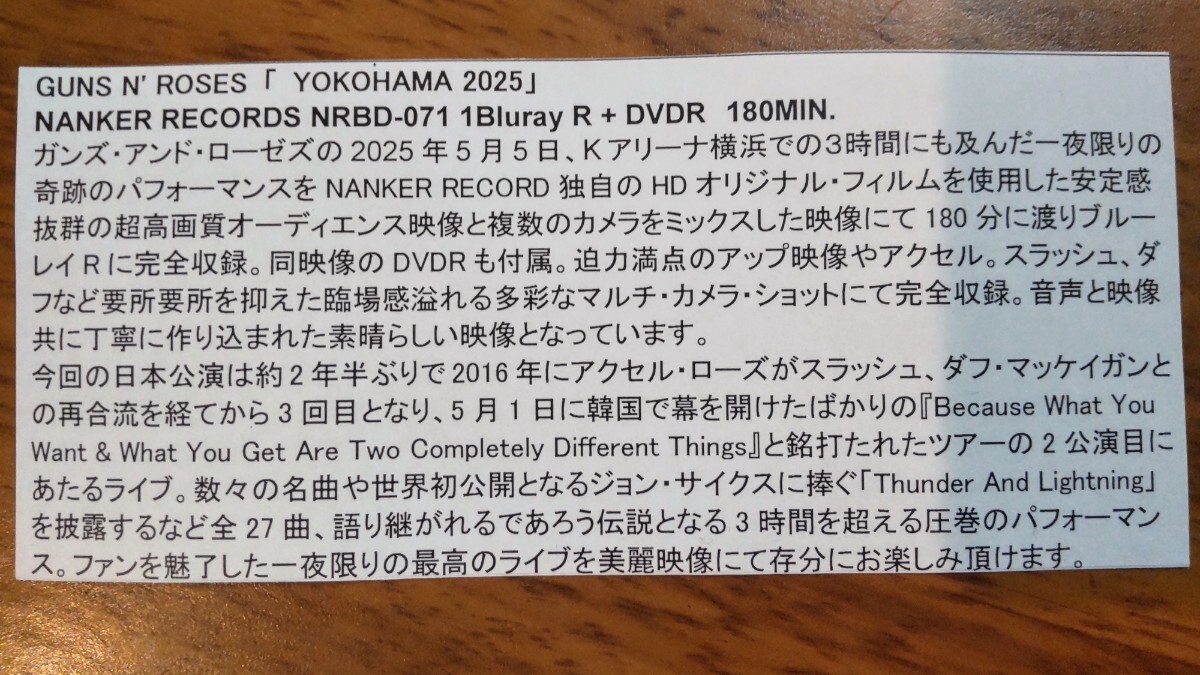 GUNS N' ROSES 「 YOKOHAMA 2025」
NANKER RECORDS NRBD-071 1Bluray R + DVDR 180MIN.
ガンズ・アンド・ローゼズの 2025 年 5 月 5 日、K アリーナ横浜での３時間にも及んだ一夜限りの
奇跡のパフォーマンスを NANKER RECORD 独自の HD オリジナル・フィルムを使用した安定感
抜群の超高画質オーディエンス映像と複数のカメラをミックスした映像にて 180 分に渡りブルー
レイ R に完全収録。同映像の DVDR も付属。迫力満点のアップ映像やアクセル。スラッシュ、ダ
フなど要所要所を抑えた臨場感溢れる多彩なマルチ・カメラ・ショットにて完全収録。音声と映像
共に丁寧に作り込まれた素晴らしい映像となっています。
今回の日本公演は約 2 年半ぶりで 2016 年にアクセル・ローズがスラッシュ、ダフ・マッケイガンと
の再合流を経てから 3 回目となり、5 月 1 日に韓国で幕を開けたばかりの『Because What You
Want & What You Get Are Two Completely Different Things』と銘打たれたツアーの 2 公演目に
あたるライブ。数々の名曲や世界初公開となるジョン・サイクスに捧ぐ「Thunder And Lightning」
を披露するなど全 27 曲、語り継がれるであろう伝説となる 3 時間を超える圧巻のパフォーマン
ス。ファンを魅了した一夜限りの最高のライブを美麗映像にて存分にお楽しみ頂けます。